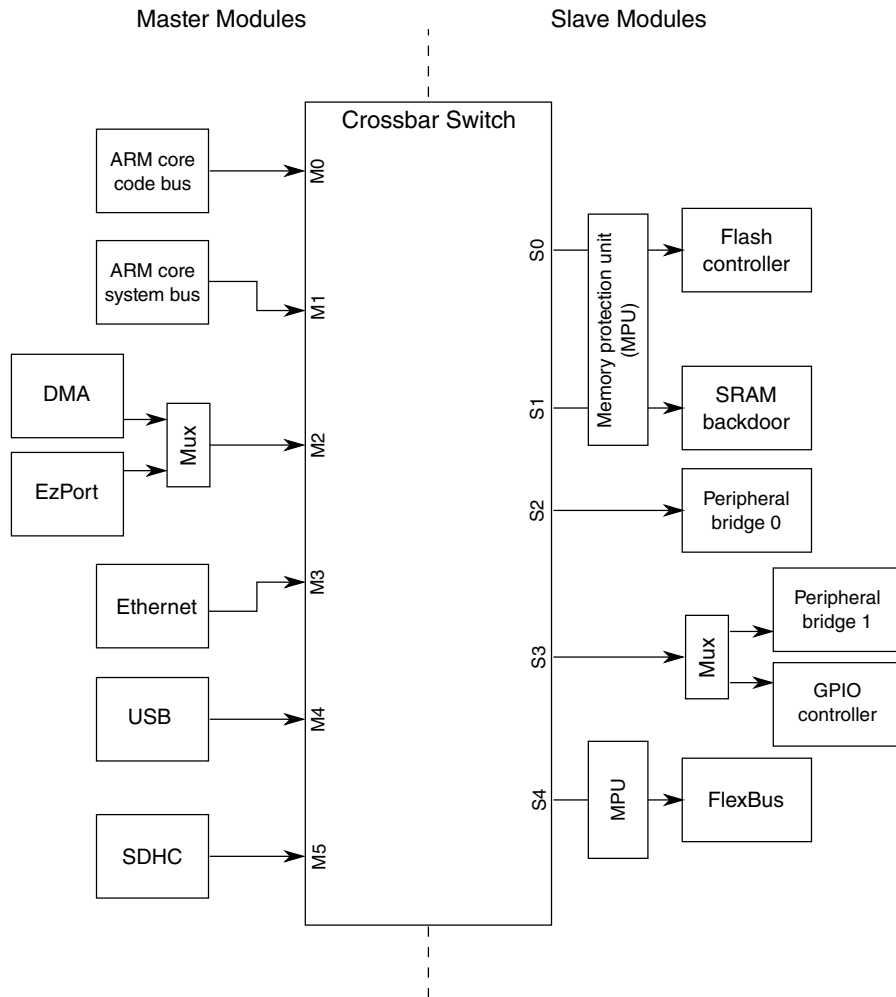 Master Modules
Slave Modules
Crossbar Switch
ARM core
code bus
M0
ARM core
system bus
M1
DMA
EzPort
Mux
M2
Ethernet
M3
USB
M4
SDHC
M5
S0
S1
Memory protection unit
(MPU)
Flash
controller
SRAM
backdoor
S2
Peripheral
bridge 0
S3
Mux
Peripheral
bridge 1
GPIO
controller
S4
MPU
FlexBus